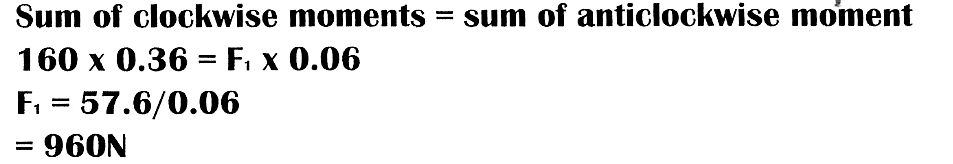 Sum of clockwise moments = sum of anticlockwise moment
160 x 0.36 = F₁ x 0.06
F₁ = 57.6/0.06
= 960N